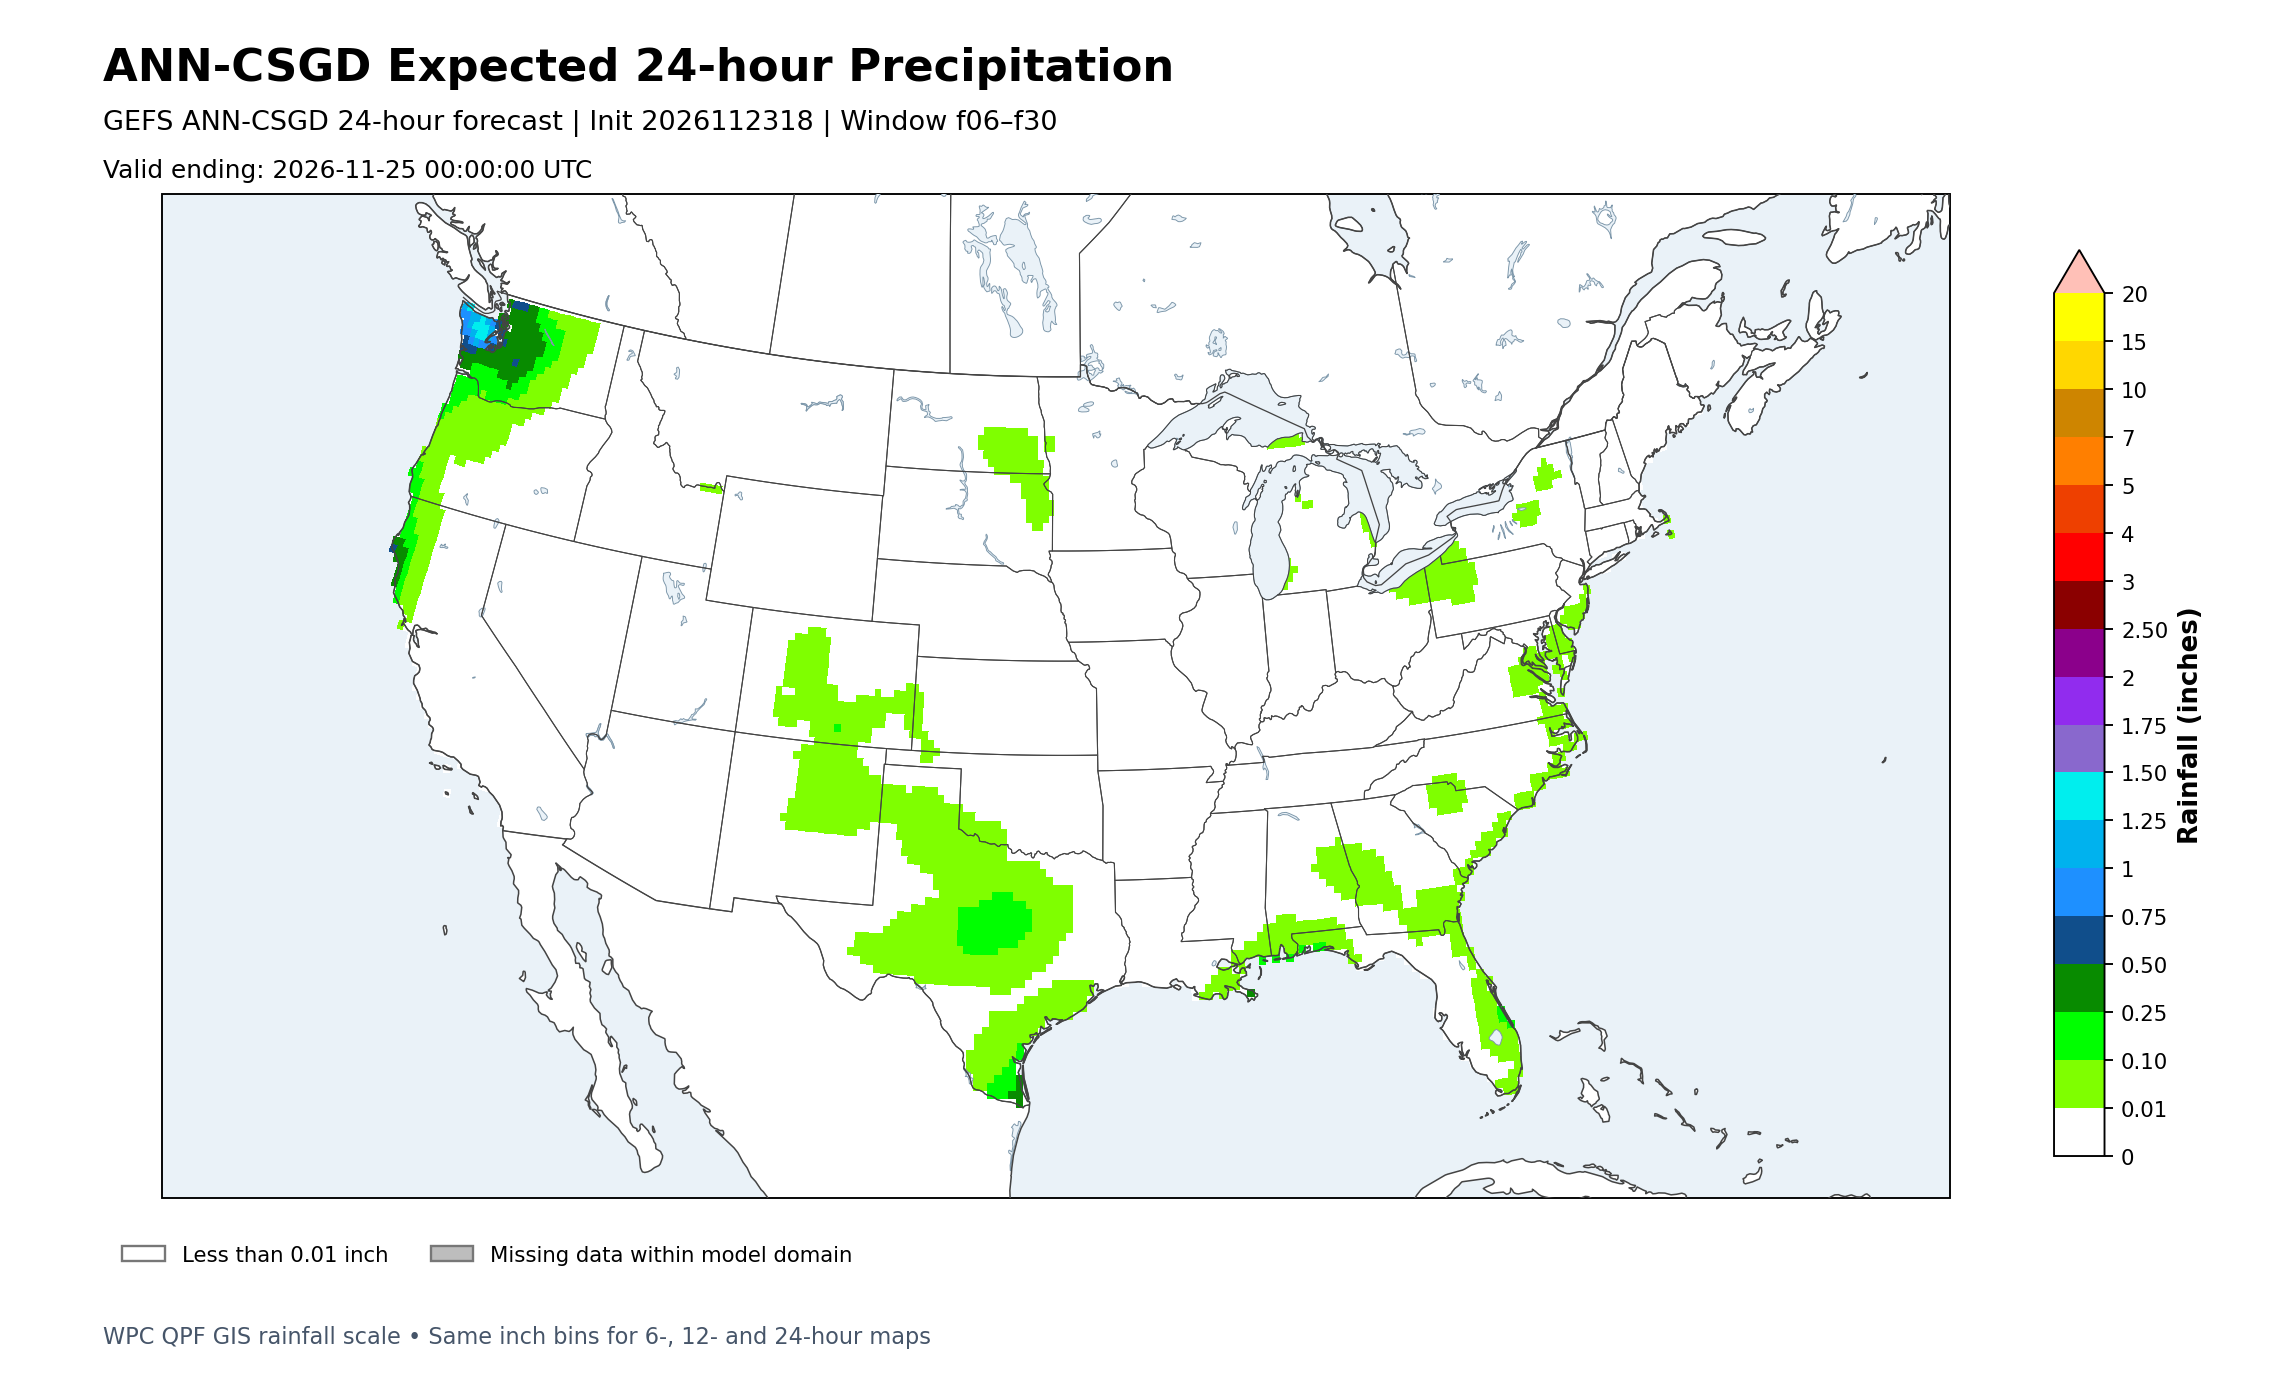 ANN-CSGD Expected 24-hour Precipitation
GEFS ANN-CSGD 24-hour forecast | Init 2026112318 | Window f06–f30
Valid ending: 2026-11-25 00:00:00 UTC
20
15
10
7
5
4
3
2.50
2
1.75
1.50
1.25
1
0.75
0.50
0.25
0.10
0.01
0
Rainfall (inches)
Less than 0.01 inch
Missing data within model domain
WPC QPF GIS rainfall scale • Same inch bins for 6-, 12- and 24-hour maps